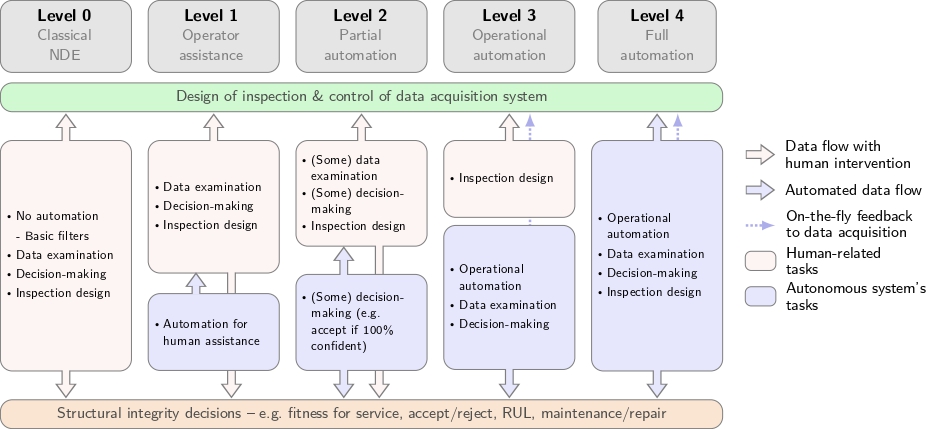 Level 0
Classical
NDE
Level 1
Operator
assistance
Level 2
Partial
automation
Level 3
Operational
automation
Level 4
Full
automation
Design of inspection & control of data acquisition system
• No automation
- Basic filters
• Data examination
• Decision-making
• Inspection design
• Data examination
• Decision-making
• Inspection design
• Automation for
human assistance
• (Some) data
examination
• (Some) decision-
making
• Inspection design
• (Some) decision-
making (e.g.
accept if 100%
confident)
• Inspection design
• Operational
automation
• Data examination
• Decision-making
• Operational
automation
• Data examination
• Decision-making
• Inspection design
Data flow with
human intervention
Automated data flow
On-the-fly feedback
to data acquisition
Human-related
tasks
Autonomous system's
tasks
Structural integrity decisions – e.g. fitness for service, accept/reject, RUL, maintenance/repair